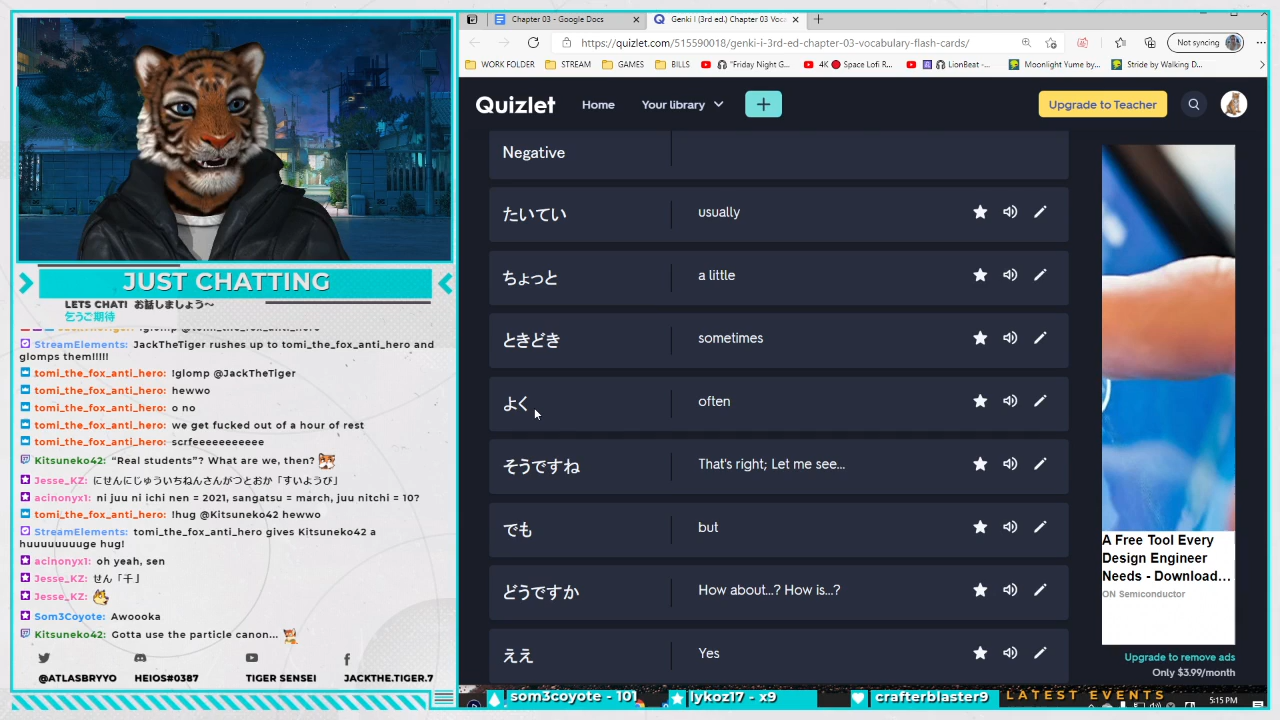 Chapter 03 - Google Docs
Genki I (3rd ed) Chapter 03 Voca
https://quizlet.com/515590018/genki-i-3rd-ed-chapter-03-vocabulary-flash-cards/
Not syncing
WORK FOLDER
STREAM
GAMES
BILLS
"Friday Night G...
4K
Space Lofi Fo...
LionBeat -...
Moonlight Yume by...
Stride by Walking D...
Quizlet
Home
Your library
Upgrade to Teacher
Negative
たいてい
usually
ちょっと
a little
ときどき
sometimes
よく
often
そうですね
That's right; Let me see...
でも
but
どうですか
How about...? How is...?
ええ
Yes
A Free Tool Every
Design Engineer
Needs - Download...
ON Semiconductor
Upgrade to remove ads
Only $3.99/month
JUST CHATTING
LETS CHAT! お話しましょう〜
乞うご期待
StreamElements: JackTheTiger rushes up to tomi_the_fox_anti_hero and
glomps them!!!!!
tomi_the_fox_anti_hero: !glomp @JackTheTiger
tomi_the_fox_anti_hero: hewwo
tomi_the_fox_anti_hero: o no
tomi_the_fox_anti_hero: we get fucked out of a hour of rest
tomi_the_fox_anti_hero: scrfeeeeeeeeeee
Kitsuneko42: “Real students”? What are we, then?
Jesse_KZ: にせんにじゅういちねんさんがつとおか「すいようび」
acinonyx1: ni juu ni ichi nen = 2021, sangatsu = march, juu nitchi = 10?
tomi_the_fox_anti_hero: !hug @Kitsuneko42 hewwo
StreamElements: tomi_the_fox_anti_hero gives Kitsuneko42 a
huuuuuuuuge hug!
acinonyx1: oh yeah, sen
Jesse_KZ: せん「千」
Jesse_KZ:
Som3Coyote: Awoooka
Kitsuneko42: Gotta use the particle canon...
@ATLASBRYYO
HEIOS#0387
TIGER SENSEI
JACKTHE.TIGER.7
som3coyote - 101
lykoz17 - x9
crafterblaster9
LATEST EVENTS
5:15 PM